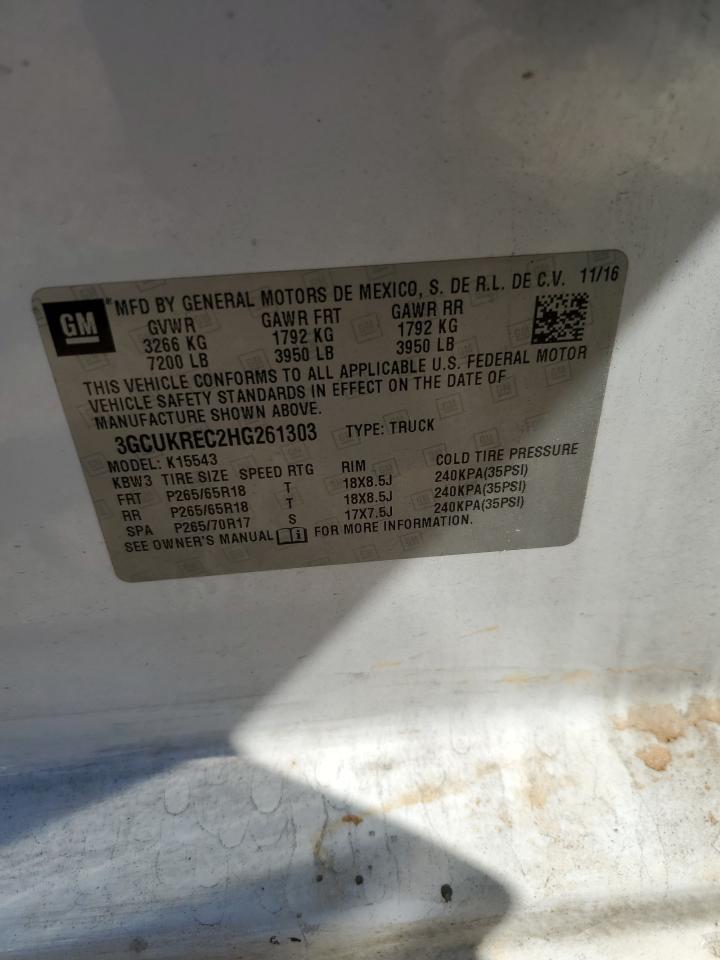 GM *MFD BY GENERAL MOTORS DE MEXICO, S. DE R.L. DE C.V. 11/16
GVWR GAWR FRT GAWR RR
3266 KG 1792 KG 1792 KG
7200 LB 3950 LB 3950 LB
THIS VEHICLE CONFORMS TO ALL APPLICABLE U.S. FEDERAL MOTOR
VEHICLE SAFETY STANDARDS IN EFFECT ON THE DATE OF
MANUFACTURE SHOWN ABOVE.
3GCUKREC2HG261303 TYPE: TRUCK
MODEL: K15543
KBW3 TIRE SIZE SPEED RTG RIM COLD TIRE PRESSURE
FRT P265/65R18 T 18X8.5J 240KPA(35PSI)
RR P265/65R18 T 18X8.5J 240KPA(35PSI)
SPA P265/70R17 S 17X7.5J 240KPA(35PSI)
SEE OWNER'S MANUAL FOR MORE INFORMATION.